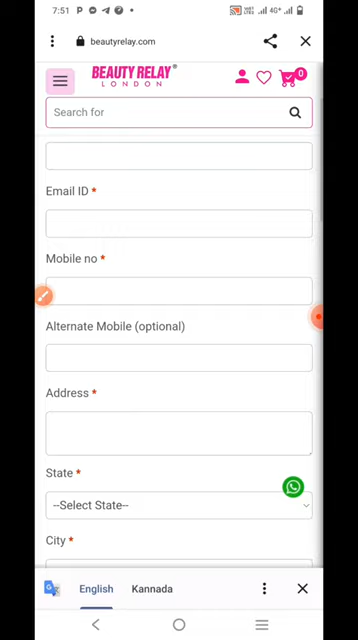 7:51
4G+
beautyrelay.com
BEAUTY RELAY
LONDON
0
Search for
Email ID *
Mobile no *
Alternate Mobile (optional)
Address *
State *
--Select State--
City *
English Kannada